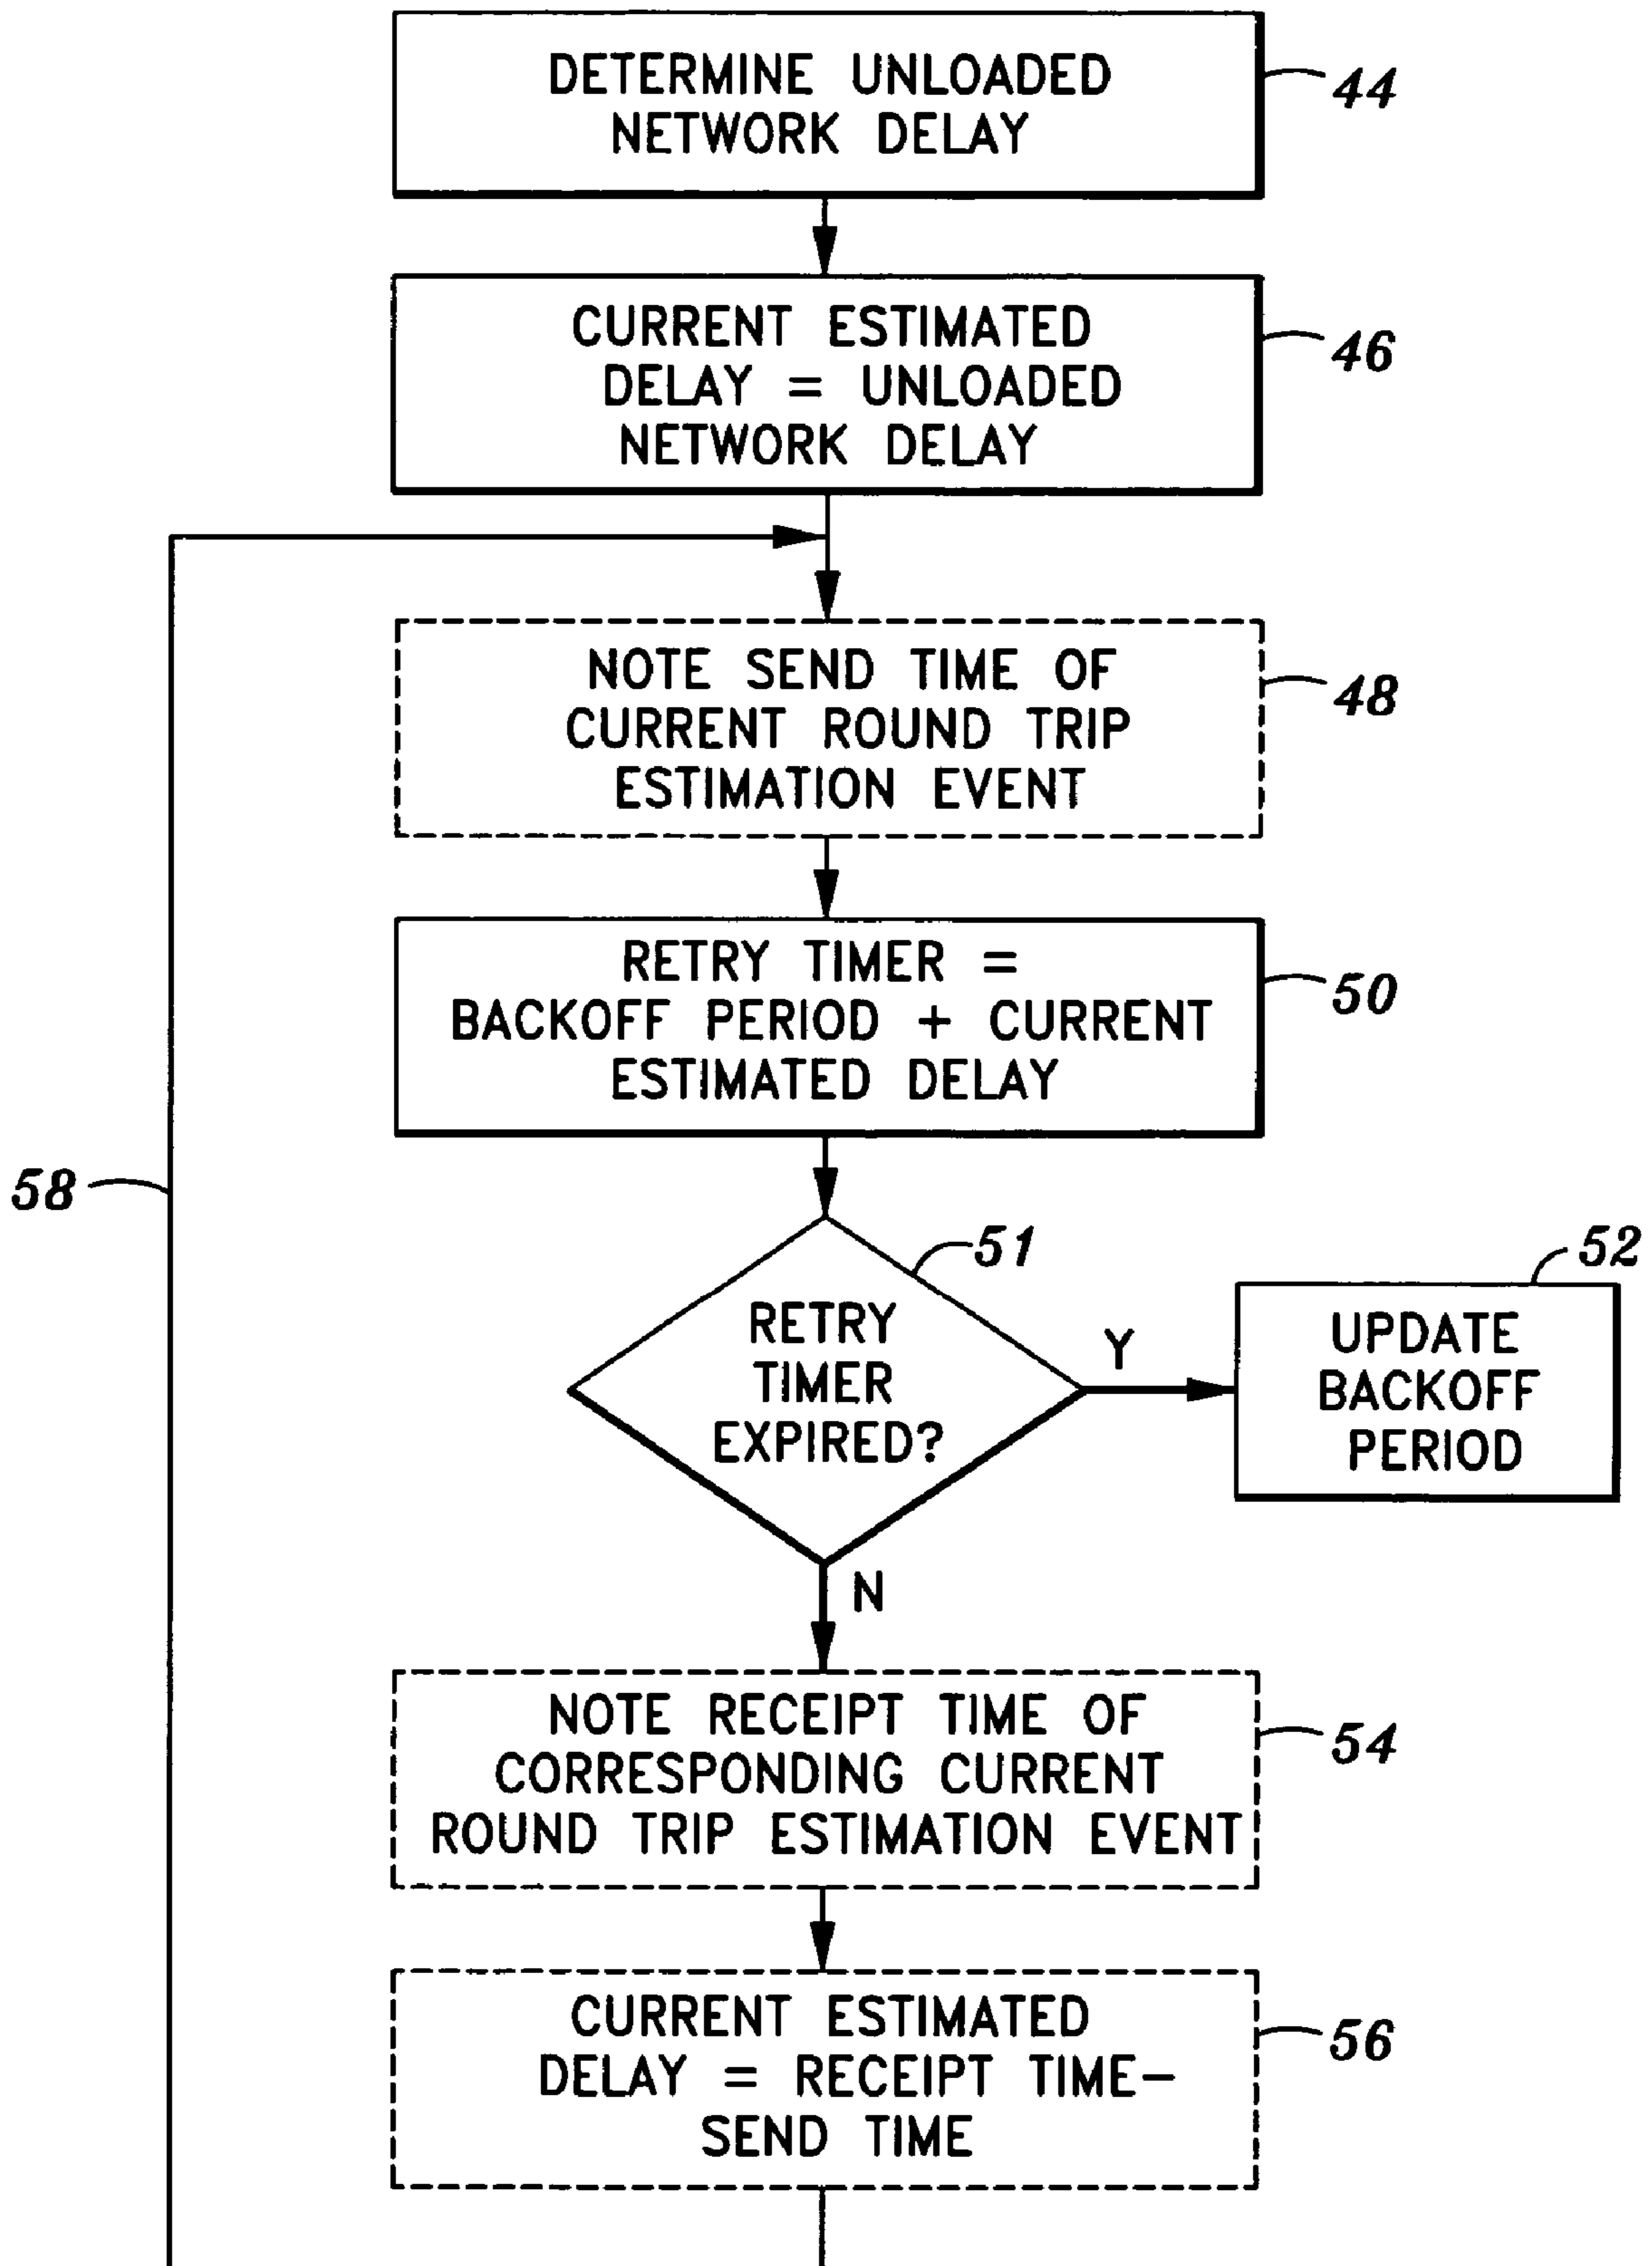 DETERMINE UNLOADED
NETWORK DELAY
44
CURRENT ESTIMATED
DELAY = UNLOADED
NETWORK DELAY
46
NOTE SEND TIME OF
CURRENT ROUND TRIP
ESTIMATION EVENT
48
RETRY TIMER =
BACKOFF PERIOD + CURRENT
ESTIMATED DELAY
50
58
51
RETRY
TIMER
EXPIRED?
Y
52
UPDATE
BACKOFF
PERIOD
N
NOTE RECEIPT TIME OF
CORRESPONDING CURRENT
ROUND TRIP ESTIMATION EVENT
54
CURRENT ESTIMATED
DELAY = RECEIPT TIME-
SEND TIME
56